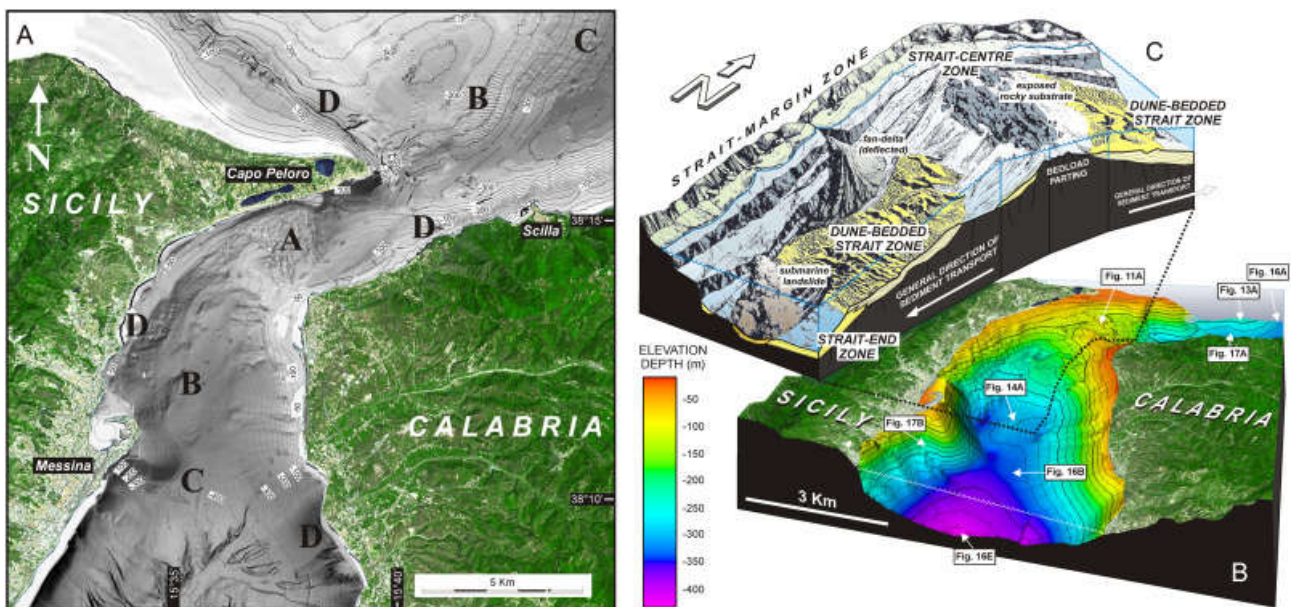 A
C
D
B
N
Capo Peloro
SICILY
38°15'
Scilla
A
D
D
B
CALABRIA
Messina
C
38°10'
D
15°35'
15°40'
5 Km
C
N
STRAIT-MARGIN ZONE
STRAIT-CENTRE
ZONE
exposed
rocky substrate
DUNE-BEDDED
STRAIT ZONE
fan-delta
(deflected)
BEDLOAD
PARTING
GENERAL DIRECTION OF
SEDIMENT TRANSPORT
DUNE-BEDDED
STRAIT ZONE
submarine
landslide
GENERAL DIRECTION OF
SEDIMENT TRANSPORT
STRAIT-END
ZONE
Fig. 11A
Fig. 16A
Fig. 13A
Fig. 17A
ELEVATION
DEPTH (m)
-50
-100
-150
-200
-250
-300
-350
-400
Fig. 14A
SICILY
CALABRIA
Fig. 17B
Fig. 16B
3 Km
Fig. 16E
B